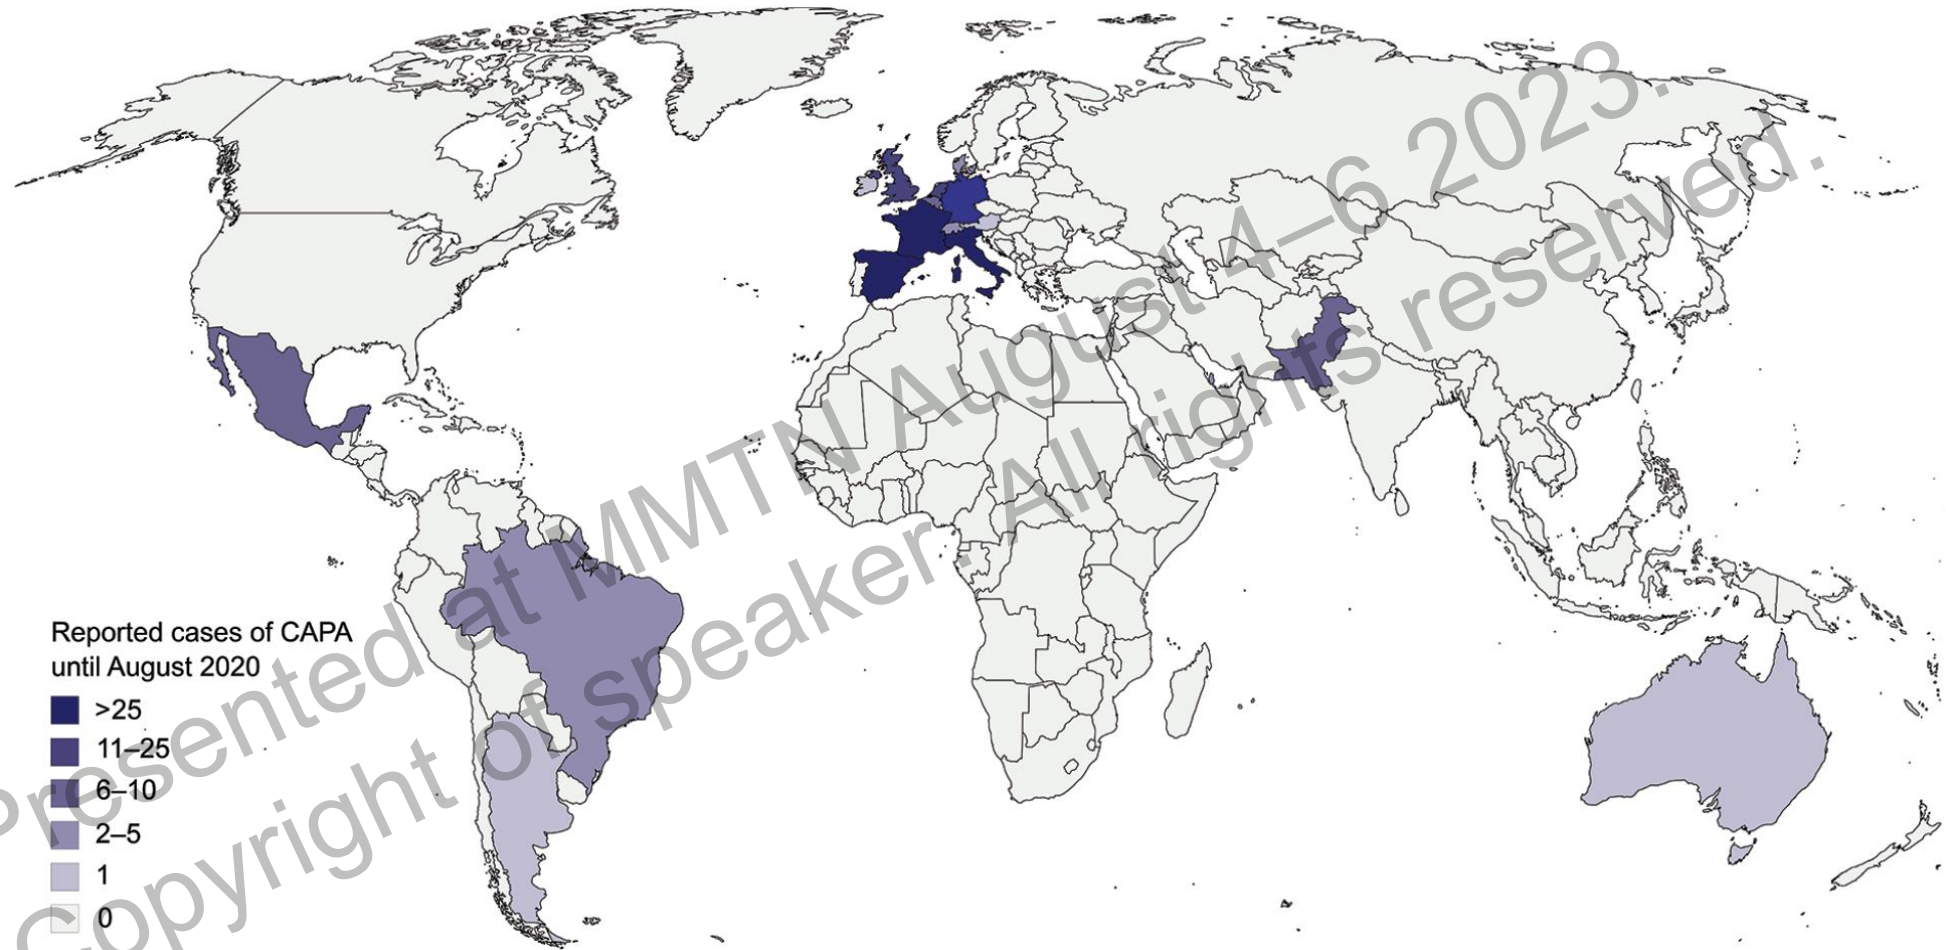 Reported cases of CAPA
until August 2020
>25
11–25
6–10
2–5
1
0
Presented at MMTN August 4–6 2023.
Copyright of speaker. All rights reserved.